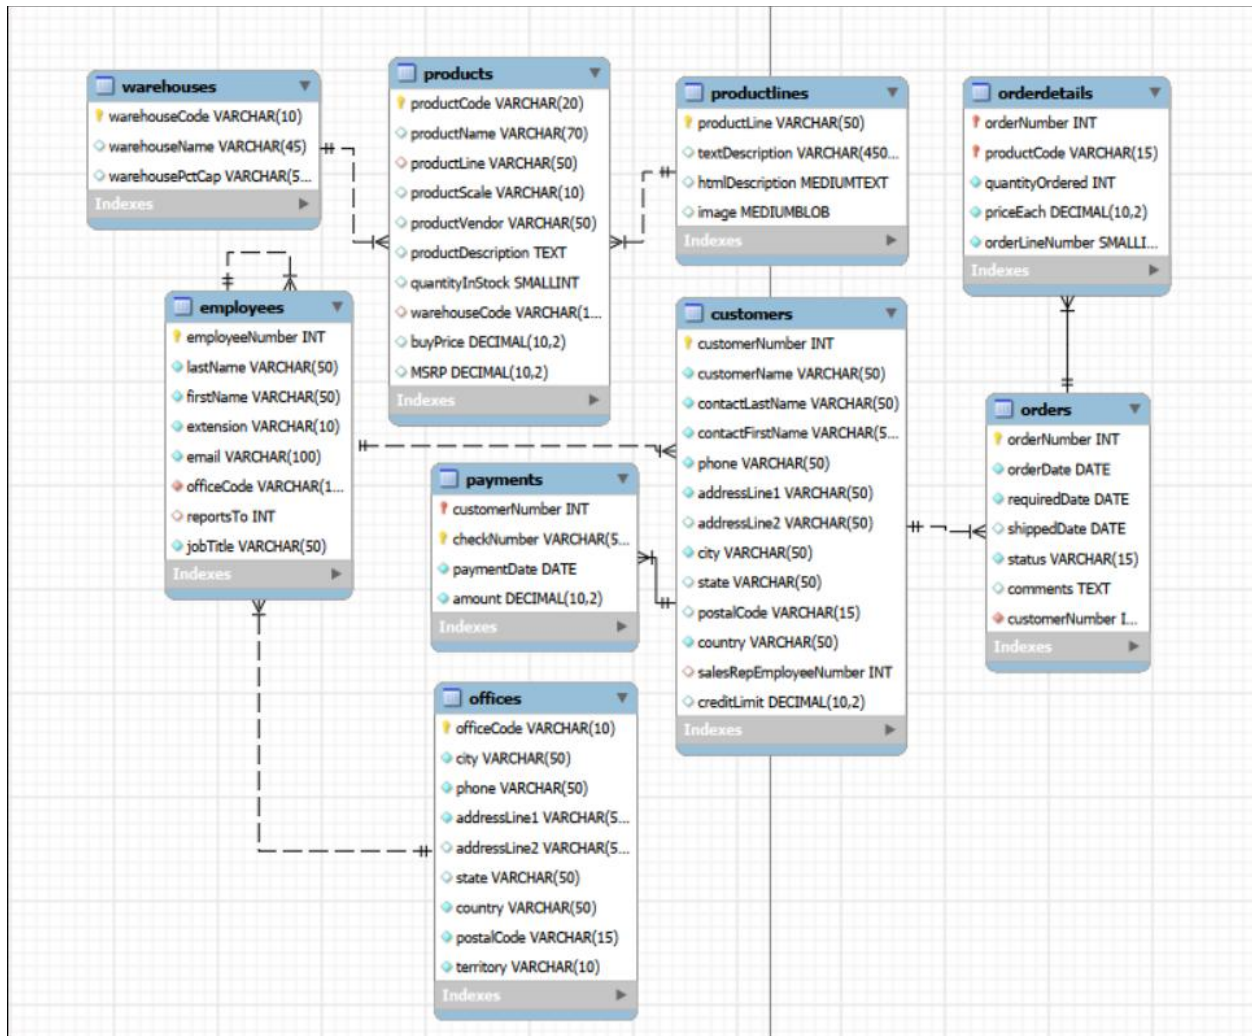 warehouses
warehouseCode VARCHAR(10)
warehouseName VARCHAR(45)
warehousePctCap VARCHAR(5...
Indexes
products
productCode VARCHAR(20)
productName VARCHAR(70)
productLine VARCHAR(50)
productScale VARCHAR(10)
productVendor VARCHAR(50)
productDescription TEXT
quantityInStock SMALLINT
warehouseCode VARCHAR(1...
buyPrice DECIMAL(10,2)
MSRP DECIMAL(10,2)
Indexes
productlines
productLine VARCHAR(50)
textDescription VARCHAR(450...
htmlDescription MEDIUMTEXT
image MEDIUMBLOB
Indexes
orderdetails
orderNumber INT
productCode VARCHAR(15)
quantityOrdered INT
priceEach DECIMAL(10,2)
orderLineNumber SMALLI...
Indexes
employees
employeeNumber INT
lastName VARCHAR(50)
firstName VARCHAR(50)
extension VARCHAR(10)
email VARCHAR(100)
officeCode VARCHAR(1...
reportsTo INT
jobTitle VARCHAR(50)
Indexes
customers
customerNumber INT
customerName VARCHAR(50)
contactLastName VARCHAR(50)
contactFirstName VARCHAR(5...
phone VARCHAR(50)
addressLine1 VARCHAR(50)
addressLine2 VARCHAR(50)
city VARCHAR(50)
state VARCHAR(50)
postalCode VARCHAR(15)
country VARCHAR(50)
salesRepEmployeeNumber INT
creditLimit DECIMAL(10,2)
Indexes
orders
orderNumber INT
orderDate DATE
requiredDate DATE
shippedDate DATE
status VARCHAR(15)
comments TEXT
customerNumber I...
Indexes
payments
customerNumber INT
checkNumber VARCHAR(5...
paymentDate DATE
amount DECIMAL(10,2)
Indexes
offices
officeCode VARCHAR(10)
city VARCHAR(50)
phone VARCHAR(50)
addressLine1 VARCHAR(5...
addressLine2 VARCHAR(5...
state VARCHAR(50)
country VARCHAR(50)
postalCode VARCHAR(15)
territory VARCHAR(10)
Indexes